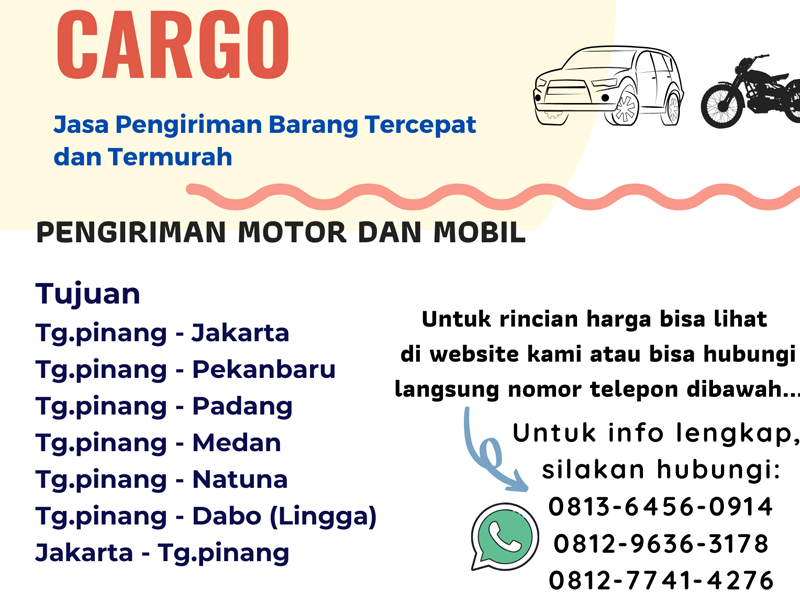 CARGO
Jasa Pengiriman Barang Tercepat
dan Termurah
PENGIRIMAN MOTOR DAN MOBIL
Tujuan
Tg.pinang - Jakarta
Tg.pinang - Pekanbaru
Tg.pinang - Padang
Tg.pinang - Medan
Tg.pinang - Natuna
Tg.pinang - Dabo (Lingga)
Jakarta - Tg.pinang
Untuk rincian harga bisa lihat
di website kami atau bisa hubungi
langsung nomor telepon dibawah...
Untuk info lengkap,
silakan hubungi:
0813-6456-0914
0812-9636-3178
0812-7741-4276